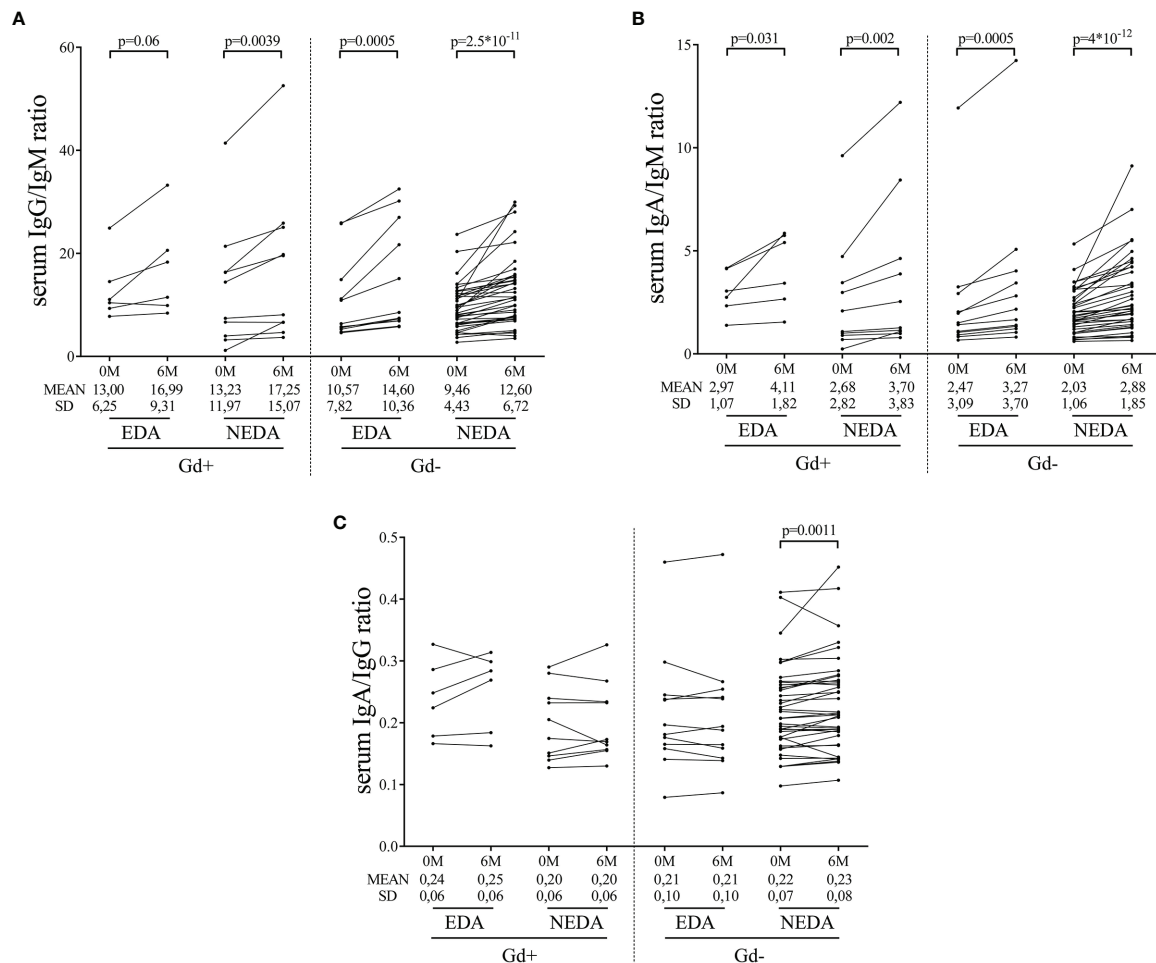 A
p=0.06 p=0.0039 p=0.0005 p=2.5*10-11
60
40
20
0
serum IgG/IgM ratio
0M 6M 0M 6M 0M 6M 0M 6M
MEAN 13,00 16,99 13,23 17,25 10,57 14,60 9,46 12,60
SD 6,25 9,31 11,97 15,07 7,82 10,36 4,43 6,72
EDA NEDA EDA NEDA
Gd+ Gd-
B
p=0.031 p=0.002 p=0.0005 p=4*10-12
15
10
5
0
serum IgA/IgM ratio
0M 6M 0M 6M 0M 6M 0M 6M
MEAN 2,97 4,11 2,68 3,70 2,47 3,27 2,03 2,88
SD 1,07 1,82 2,82 3,83 3,09 3,70 1,06 1,85
EDA NEDA EDA NEDA
Gd+ Gd-
C
p=0.0011
0.5
0.4
0.3
0.2
0.1
0.0
serum IgA/IgG ratio
0M 6M 0M 6M 0M 6M 0M 6M
MEAN 0,24 0,25 0,20 0,20 0,21 0,21 0,22 0,23
SD 0,06 0,06 0,06 0,06 0,10 0,10 0,07 0,08
EDA NEDA EDA NEDA
Gd+ Gd-